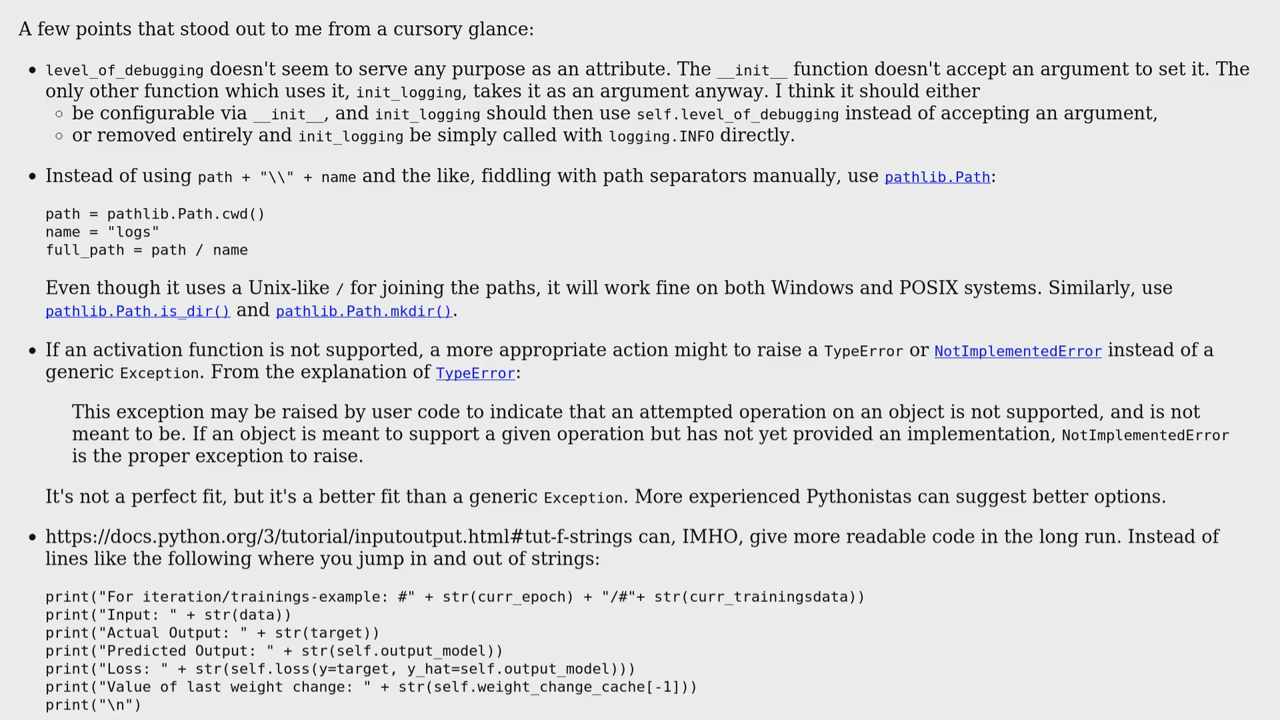 A few points that stood out to me from a cursory glance:
• level_of_debugging doesn't seem to serve any purpose as an attribute. The __init__ function doesn't accept an argument to set it. The
only other function which uses it, init_logging, takes it as an argument anyway. I think it should either
◦ be configurable via __init__, and init_logging should then use self.level_of_debugging instead of accepting an argument,
◦ or removed entirely and init_logging be simply called with logging.INFO directly.
• Instead of using path + "\\" + name and the like, fiddling with path separators manually, use pathlib.Path:
path = pathlib.Path.cwd()
name = "logs"
full_path = path / name
Even though it uses a Unix-like / for joining the paths, it will work fine on both Windows and POSIX systems. Similarly, use
pathlib.Path.is_dir() and pathlib.Path.mkdir().
• If an activation function is not supported, a more appropriate action might to raise a TypeError or NotImplementedError instead of a
generic Exception. From the explanation of TypeError:
This exception may be raised by user code to indicate that an attempted operation on an object is not supported, and is not
meant to be. If an object is meant to support a given operation but has not yet provided an implementation, NotImplementedError
is the proper exception to raise.
It's not a perfect fit, but it's a better fit than a generic Exception. More experienced Pythonistas can suggest better options.
• https://docs.python.org/3/tutorial/inputoutput.html#tut-f-strings can, IMHO, give more readable code in the long run. Instead of
lines like the following where you jump in and out of strings:
print("For iteration/trainings-example: #" + str(curr_epoch) + "/#"+ str(curr_trainingsdata))
print("Input: " + str(data))
print("Actual Output: " + str(target))
print("Predicted Output: " + str(self.output_model))
print("Loss: " + str(self.loss(y=target, y_hat=self.output_model)))
print("Value of last weight change: " + str(self.weight_change_cache[-1]))
print("\n")